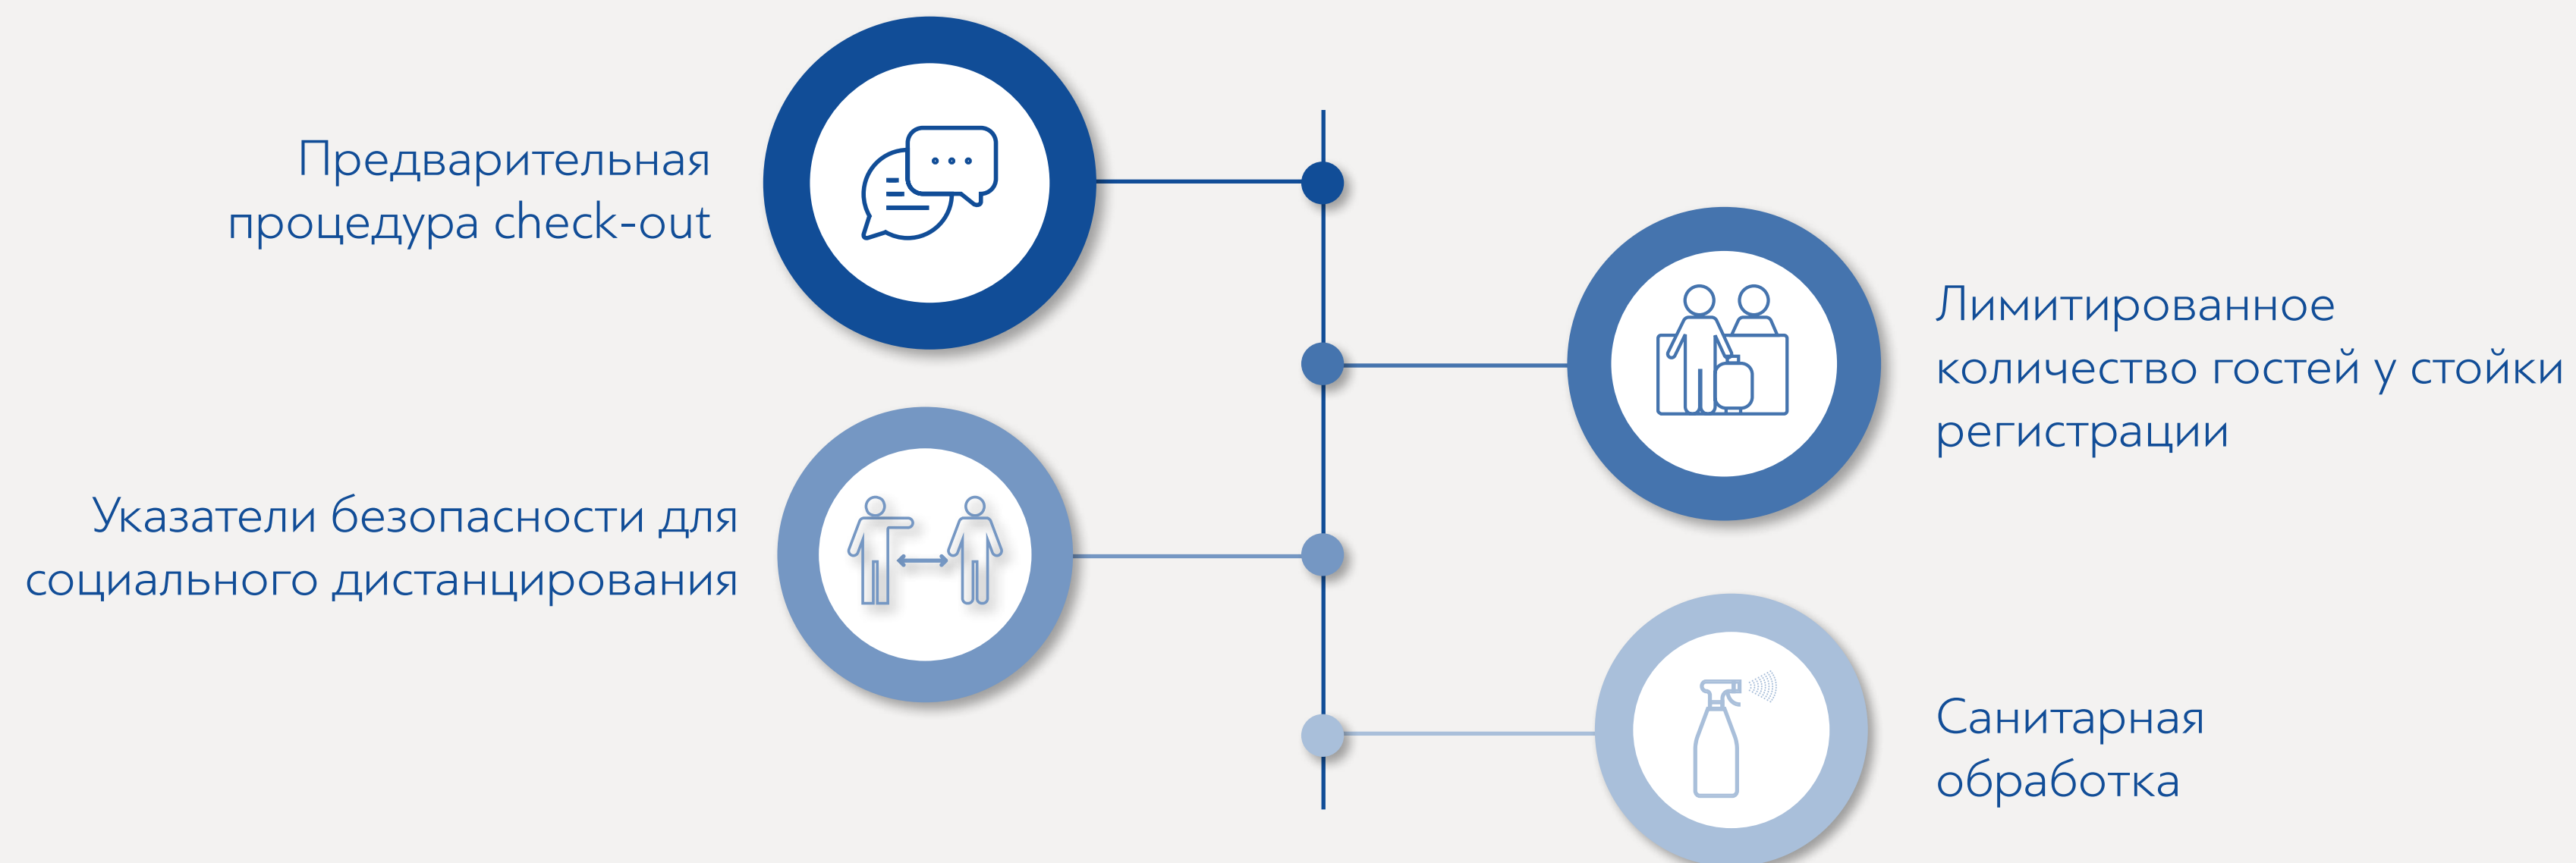 Предварительная
процедура check-out
Лимитированное
количество гостей у стойки
регистрации
Указатели безопасности для
социального дистанцирования
Санитарная
обработка